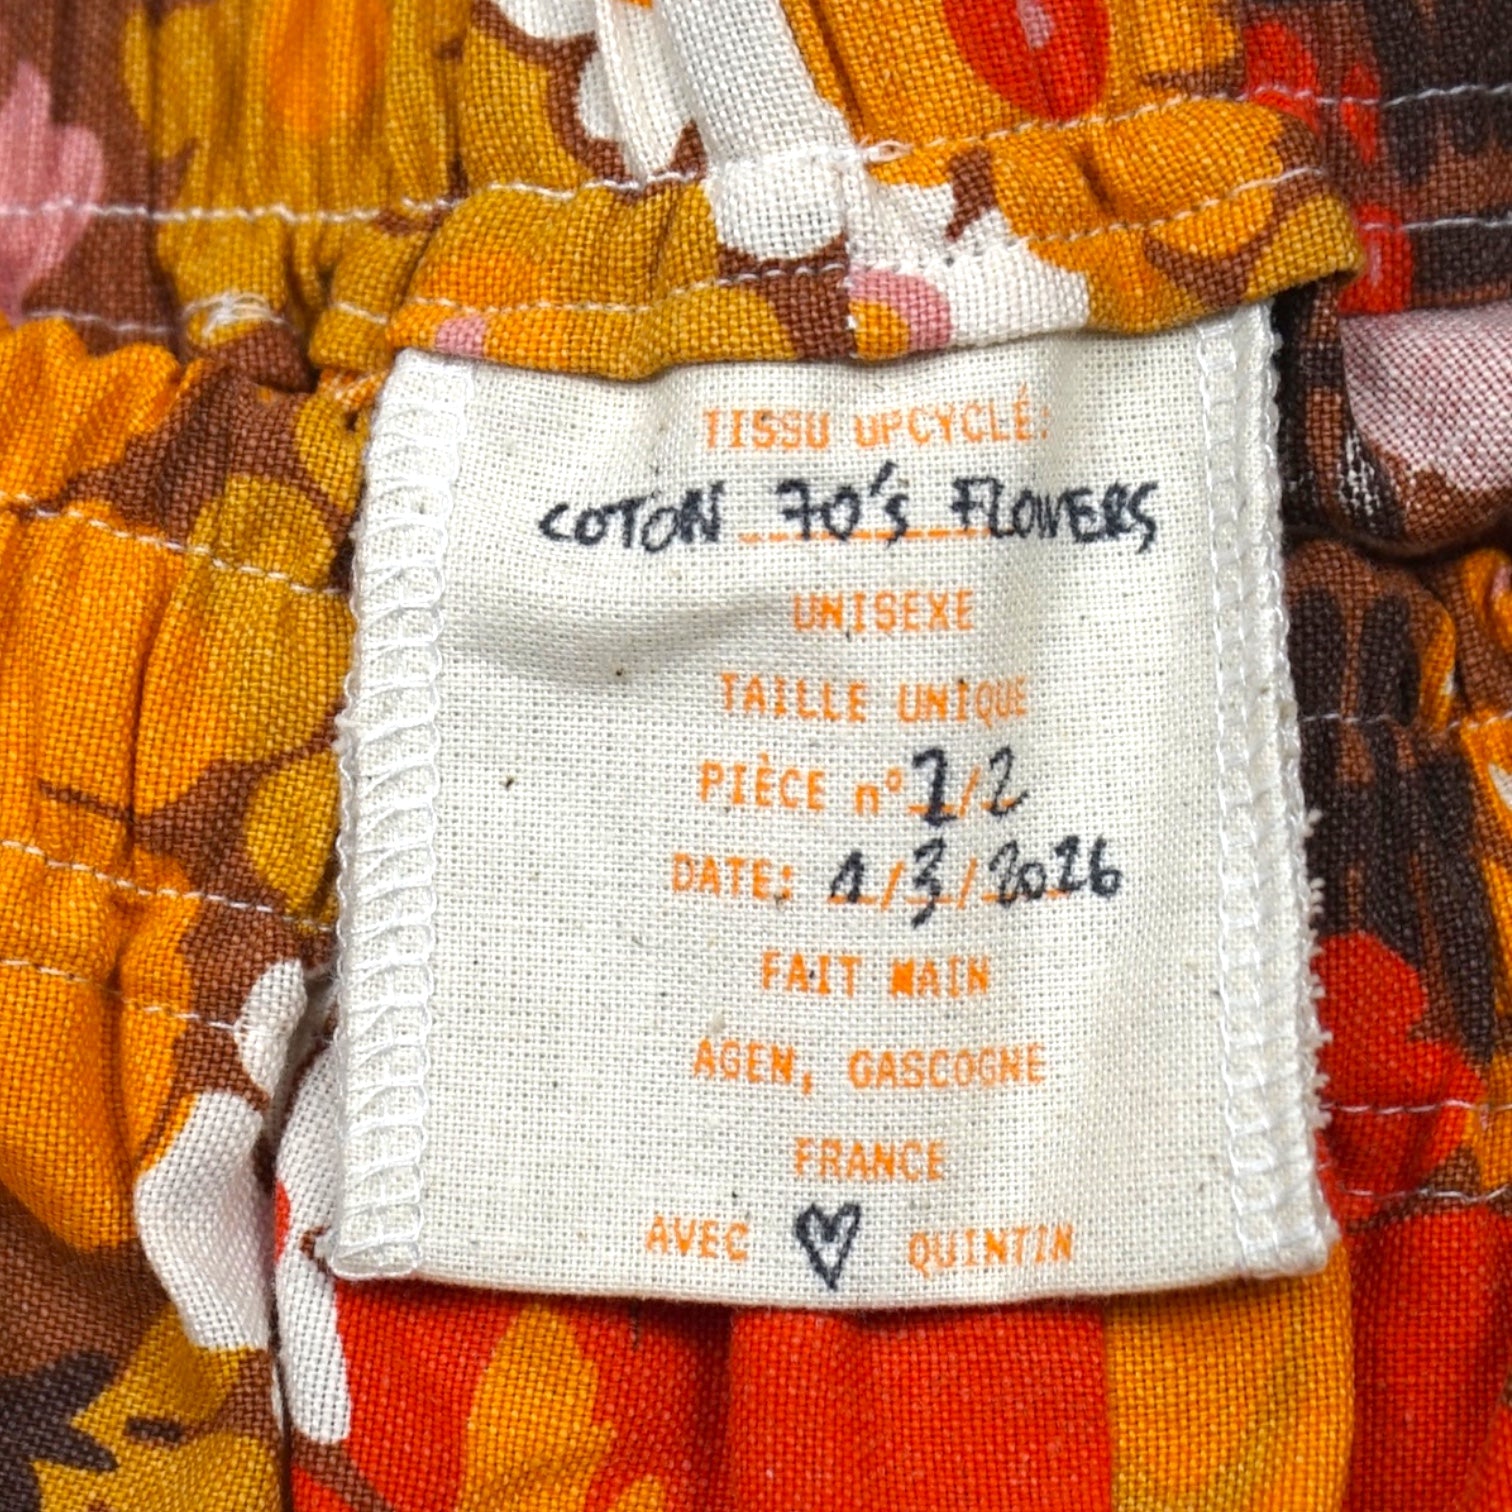 TISSU UPCYCLÉ:
COTON 70's FLOWERS
UNISEXE
TAILLE UNIQUE
PIÈCE n° 1/2
DATE: 1/3/2026
FAIT MAIN
AGEN, GASCOGNE
FRANCE
AVEC ♡ QUINTIN